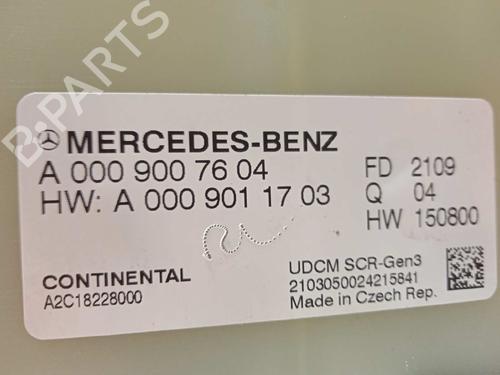 B-PARTS
MERCEDES-BENZ
A 000 900 76 04
HW: A 000 901 17 03
FD 2109
Q 04
HW 150800
CONTINENTAL
A2C18228000
UDCM SCR-Gen3
2103050024215841
Made in Czech Rep.